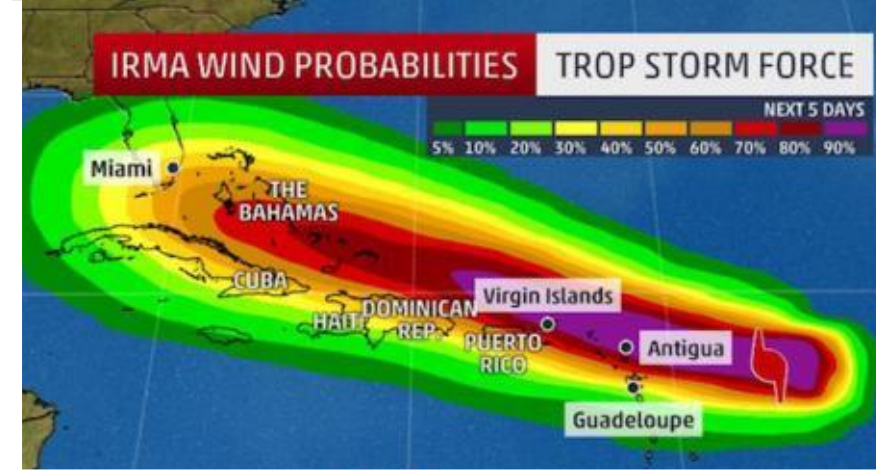 IRMA WIND PROBABILITIES
TROP STORM FORCE
NEXT 5 DAYS
5% 10% 20% 30% 40% 50% 60% 70% 80% 90%
Miami
THE
BAHAMAS
CUBA
HAITI
DOMINICAN
REP.
Virgin Islands
PUERTO
RICO
Antigua
Guadeloupe